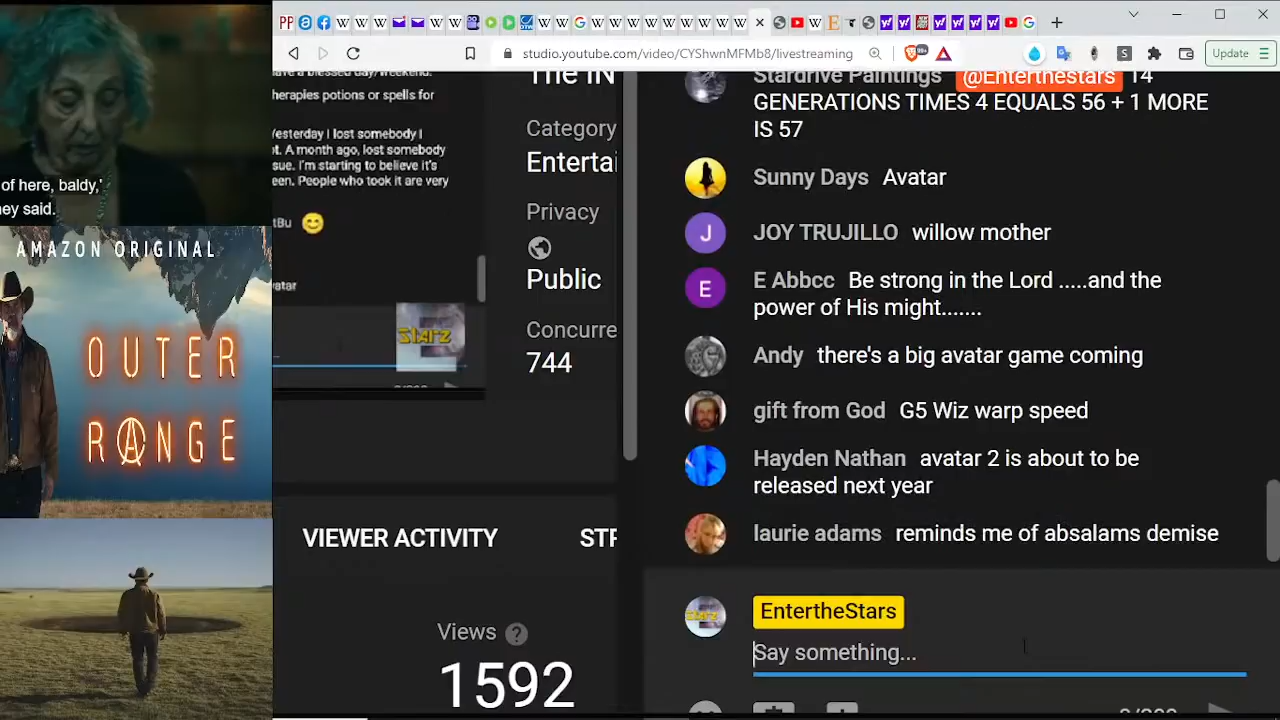 of here, baldy,'
ey said.
AMAZON ORIGINAL
OUTER
RANGE
studio.youtube.com/video/CYShwnMFMb8/livestreaming
99+
Update
ave a blessed day/weekend.
herapies potions or spells for
Yesterday I lost somebody I
t. A month ago, lost somebody
sue. I'm starting to believe it's
een. People who took it are very
tBu 😊
vatar
STARZ
The IN
Category
Entertai
Privacy
Public
Concurre
744
VIEWER ACTIVITY
STR
Views
1592
Stardrive Paintings @Enterthestars 14
GENERATIONS TIMES 4 EQUALS 56 + 1 MORE
IS 57
Sunny Days Avatar
J JOY TRUJILLO willow mother
E E Abbcc Be strong in the Lord .....and the
power of His might.......
Andy there's a big avatar game coming
gift from God G5 Wiz warp speed
Hayden Nathan avatar 2 is about to be
released next year
laurie adams reminds me of absalams demise
EntertheStars
Say something...